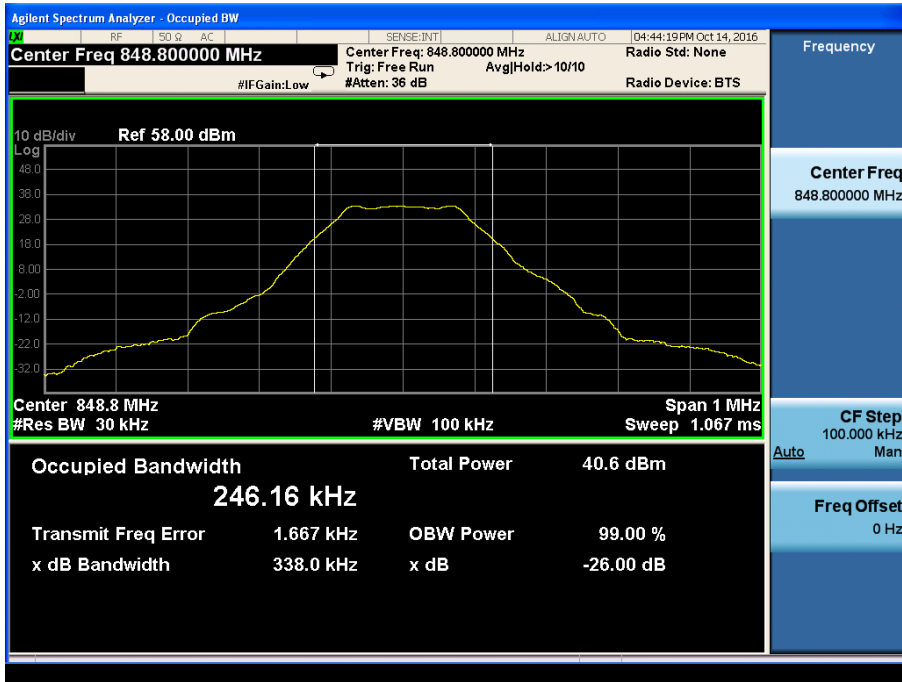 Agilent Spectrum Analyzer - Occupied BW
LXI RF 50 Ω AC SENSE:INT ALIGN AUTO 04:44:19 PM Oct 14, 2016
Center Freq 848.800000 MHz
Center Freq: 848.800000 MHz
Radio Std: None
Trig: Free Run Avg|Hold:> 10/10
#IFGain:Low #Atten: 36 dB Radio Device: BTS
10 dB/div Ref 58.00 dBm
Log
48.0
38.0
28.0
18.0
8.00
-2.00
-12.0
-22.0
-32.0
Center 848.8 MHz Span 1 MHz
#Res BW 30 kHz #VBW 100 kHz Sweep 1.067 ms
Occupied Bandwidth Total Power 40.6 dBm
246.16 kHz
Transmit Freq Error 1.667 kHz OBW Power 99.00 %
x dB Bandwidth 338.0 kHz x dB -26.00 dB
Frequency
Center Freq
848.800000 MHz
CF Step
100.000 kHz
Auto Man
Freq Offset
0 Hz